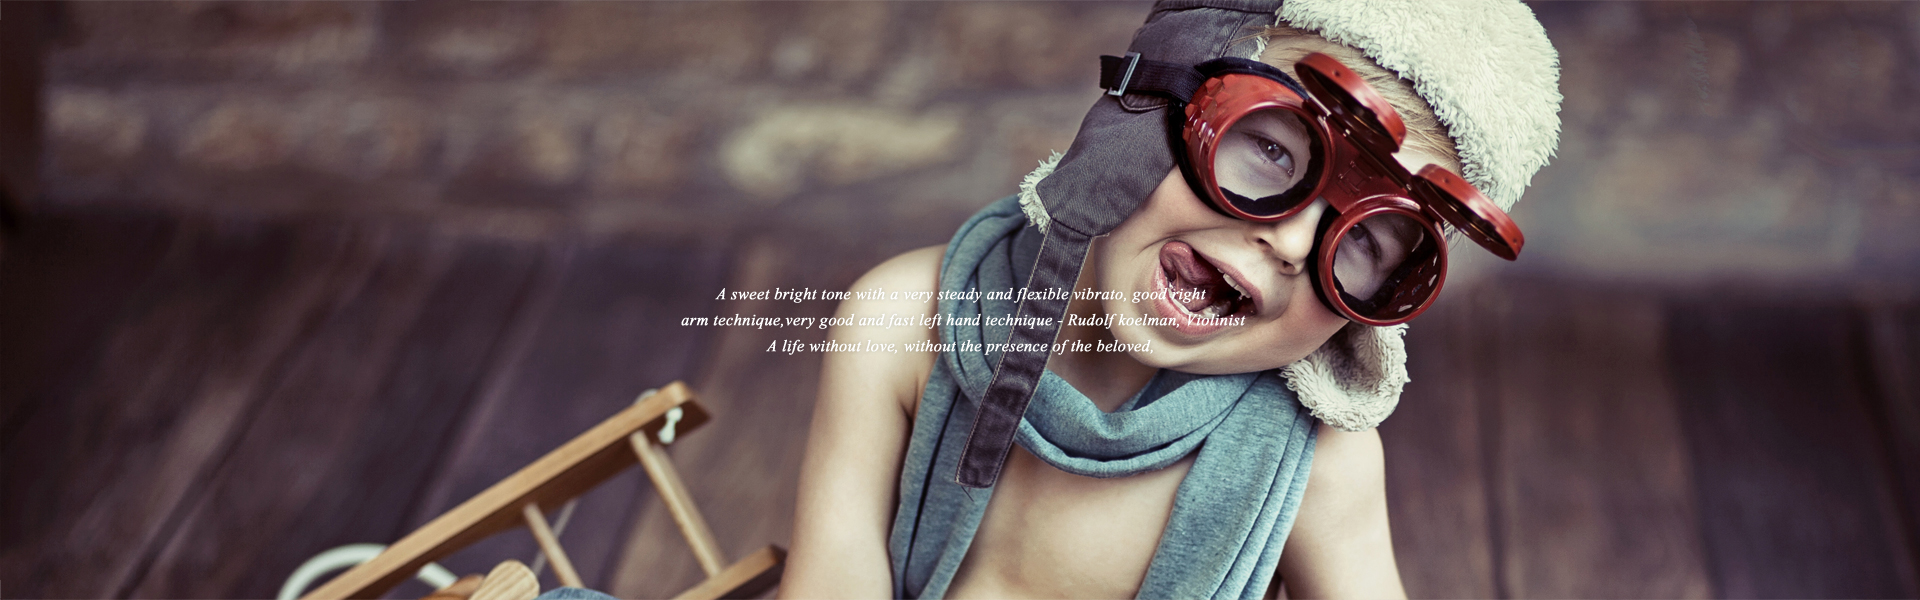 A sweet bright tone with a very steady and flexible vibrato, good right
arm technique,very good and fast left hand technique - Rudolf koelman, Violinist
A life without love, without the presence of the beloved,